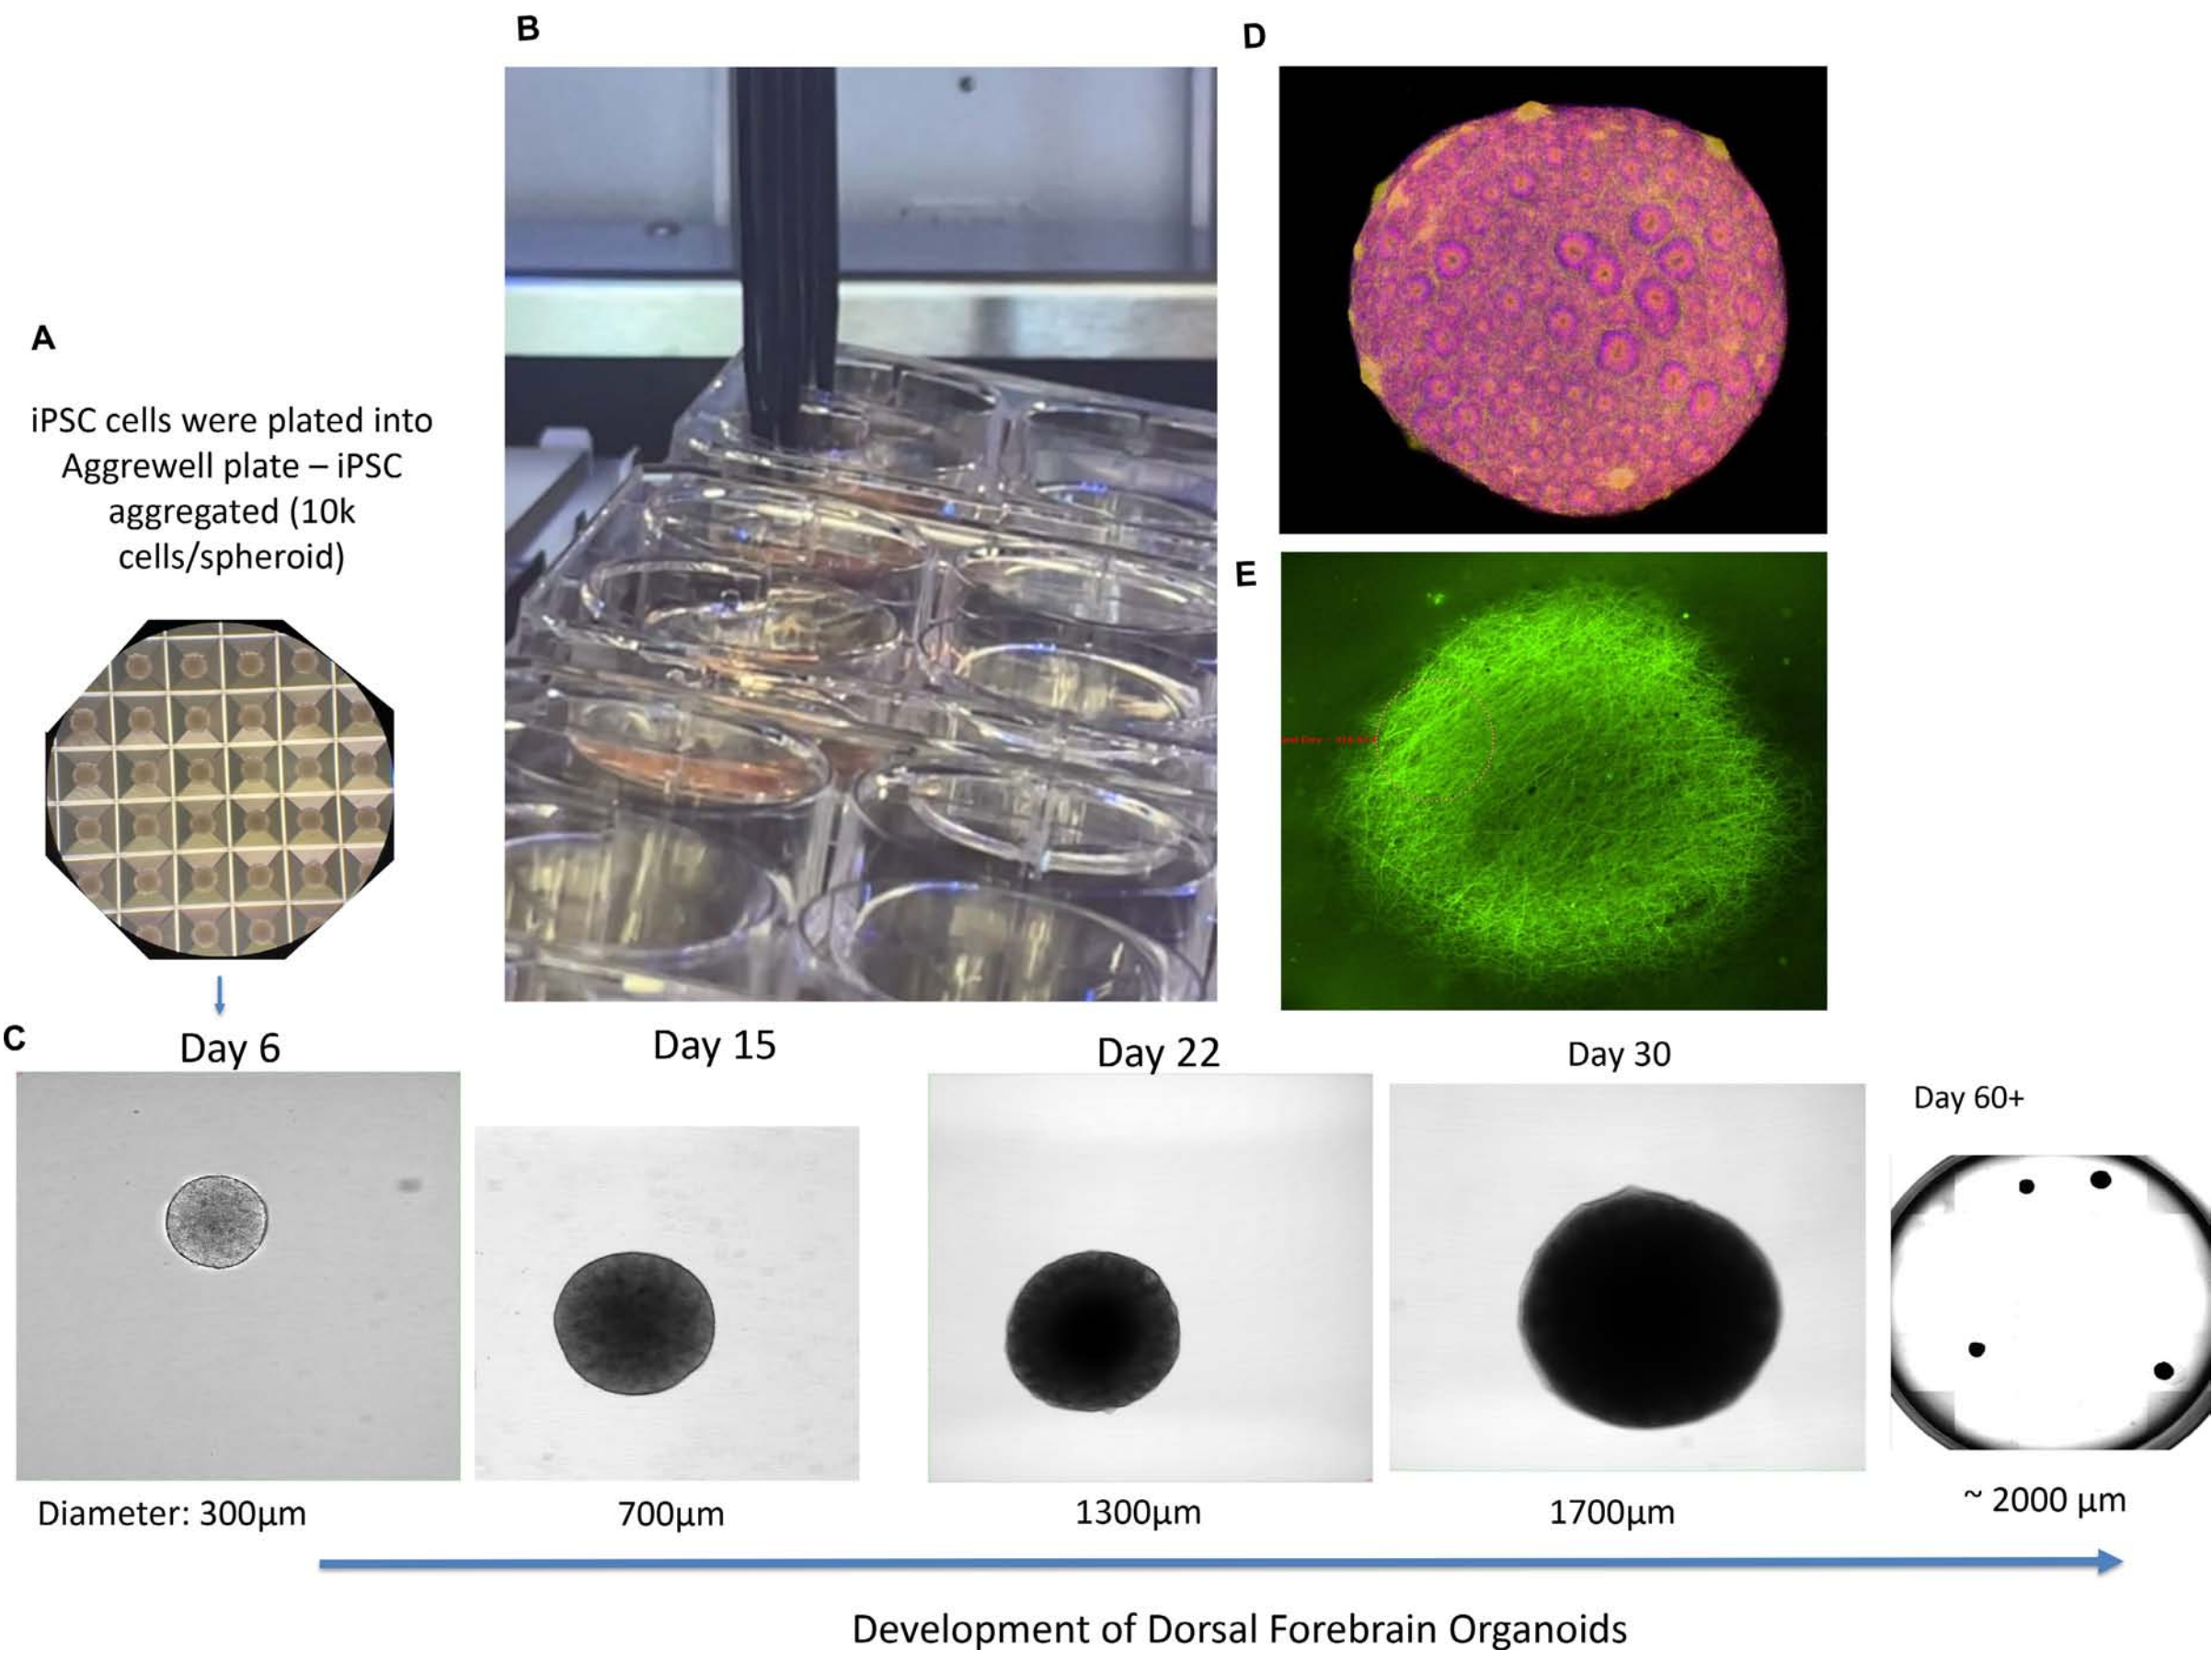 B
D
A
iPSC cells were plated into
Aggrewell plate – iPSC
aggregated (10k
cells/spheroid)
E
C
Day 6
Day 15
Day 22
Day 30
Day 60+
Diameter: 300μm
700μm
1300μm
1700μm
~ 2000 μm
Development of Dorsal Forebrain Organoids